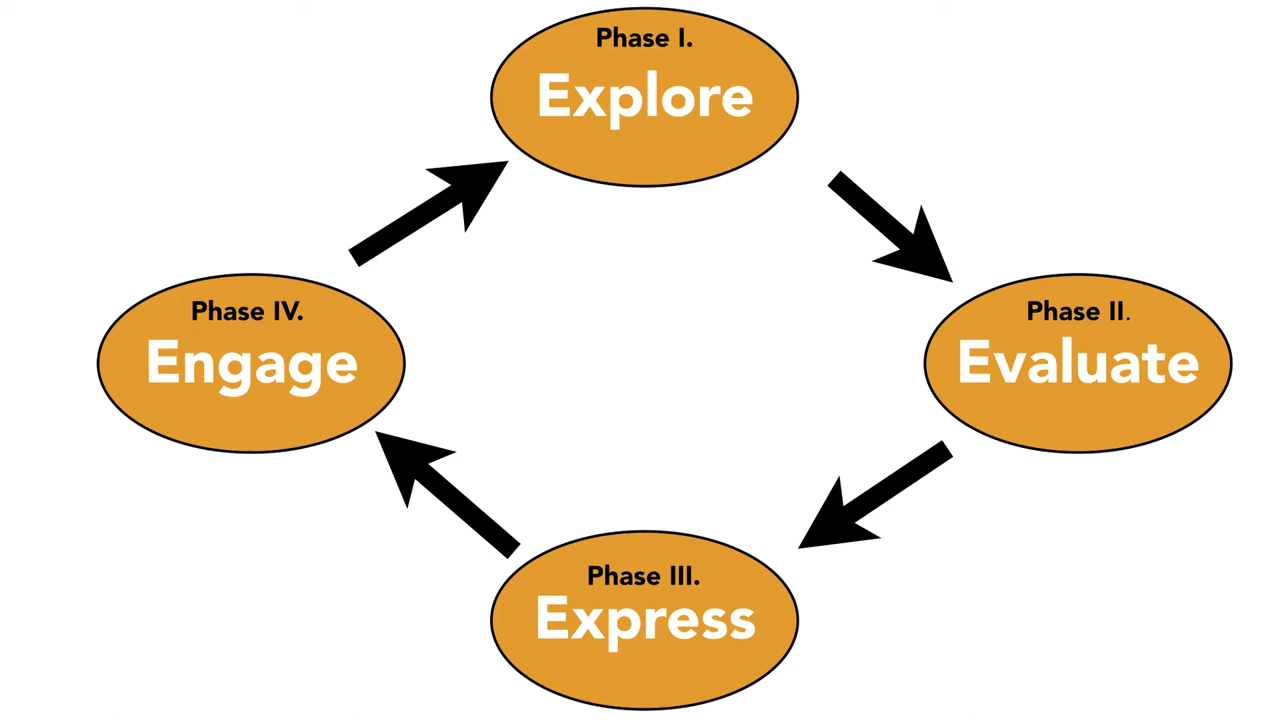 Phase I.
Explore
Phase II.
Evaluate
Phase III.
Express
Phase IV.
Engage